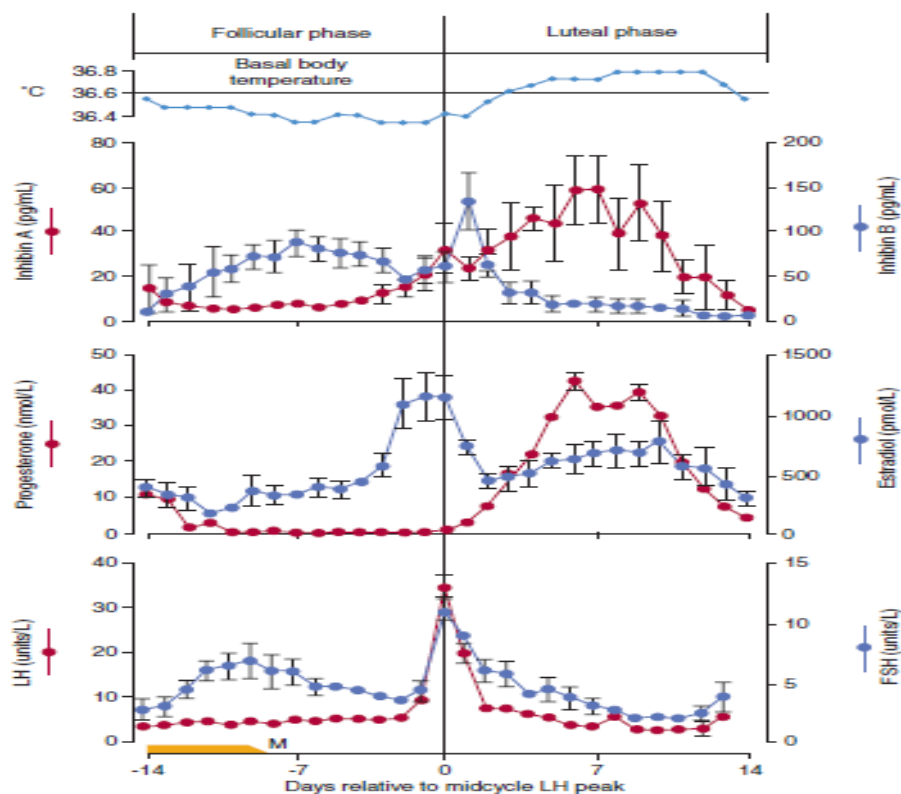 Follicular phase
Luteal phase
Basal body
temperature
°C
36.8
36.6
36.4
80
60
40
20
0
Inhibin A (pg/mL)
200
150
100
50
0
Inhibin B (pg/mL)
50
40
30
20
10
0
Progesterone (nmol/L)
1500
1000
500
0
Estradiol (pmol/L)
40
30
20
10
0
LH (units/L)
15
10
5
0
FSH (units/L)
M
-14
-7
0
7
14
Days relative to midcycle LH peak